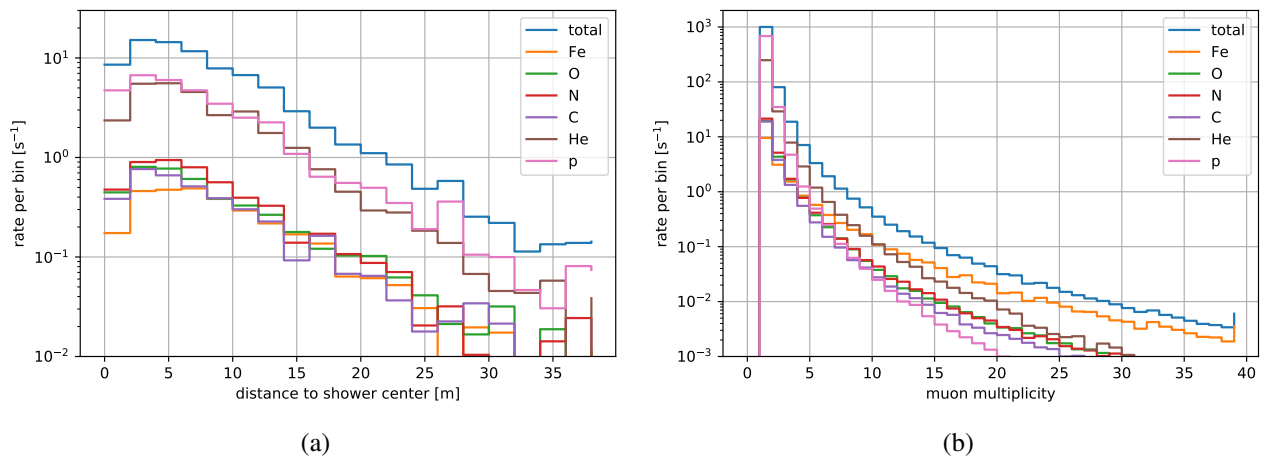 10¹
10⁰
10⁻¹
10⁻²
rate per bin [s⁻¹]
0 5 10 15 20 25 30 35
distance to shower center [m]
total
Fe
O
N
C
He
p
(a)
10³
10²
10¹
10⁰
10⁻¹
10⁻²
10⁻³
rate per bin [s⁻¹]
0 5 10 15 20 25 30 35 40
muon multiplicity
total
Fe
O
N
C
He
p
(b)